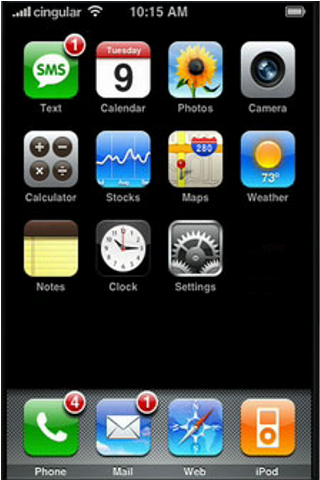 cingular 10:15 AM
SMS 1
Tuesday
9
280
73°
Text Calendar Photos Camera
Calculator Stocks Maps Weather
Notes Clock Settings
4 1
Phone Mail Web iPod